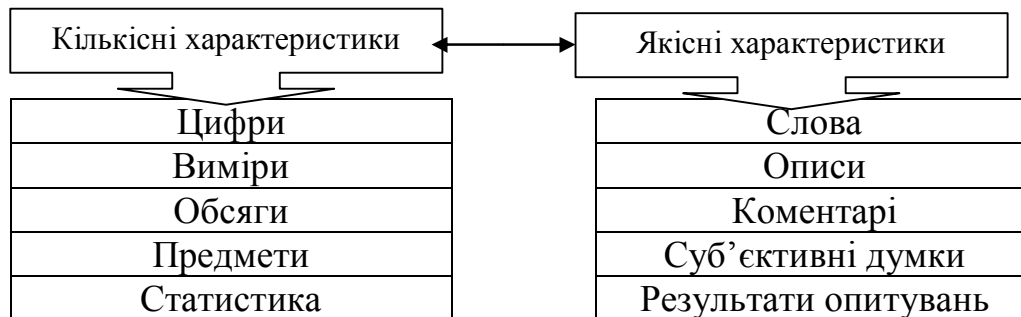 Кількісні характеристики
Якісні характеристики
Цифри
Виміри
Обсяги
Предмети
Статистика
Слова
Описи
Коментарі
Суб’єктивні думки
Результати опитувань